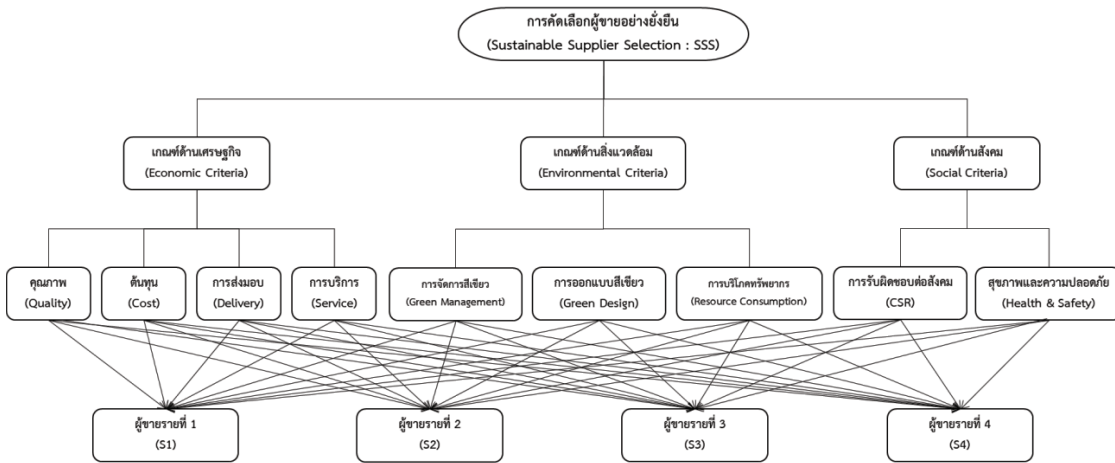 การคัดเลือกผู้ขายอย่างยั่งยืน
(Sustainable Supplier Selection : SSS)
เกณฑ์ด้านเศรษฐกิจ
(Economic Criteria)
เกณฑ์ด้านสิ่งแวดล้อม
(Environmental Criteria)
เกณฑ์ด้านสังคม
(Social Criteria)
คุณภาพ
(Quality)
ต้นทุน
(Cost)
การส่งมอบ
(Delivery)
การบริการ
(Service)
การจัดการสีเขียว
(Green Management)
การออกแบบสีเขียว
(Green Design)
การบริโภคทรัพยากร
(Resource Consumption)
การรับผิดชอบต่อสังคม
(CSR)
สุขภาพและความปลอดภัย
(Health & Safety)
ผู้ขายรายที่ 1
(S1)
ผู้ขายรายที่ 2
(S2)
ผู้ขายรายที่ 3
(S3)
ผู้ขายรายที่ 4
(S4)